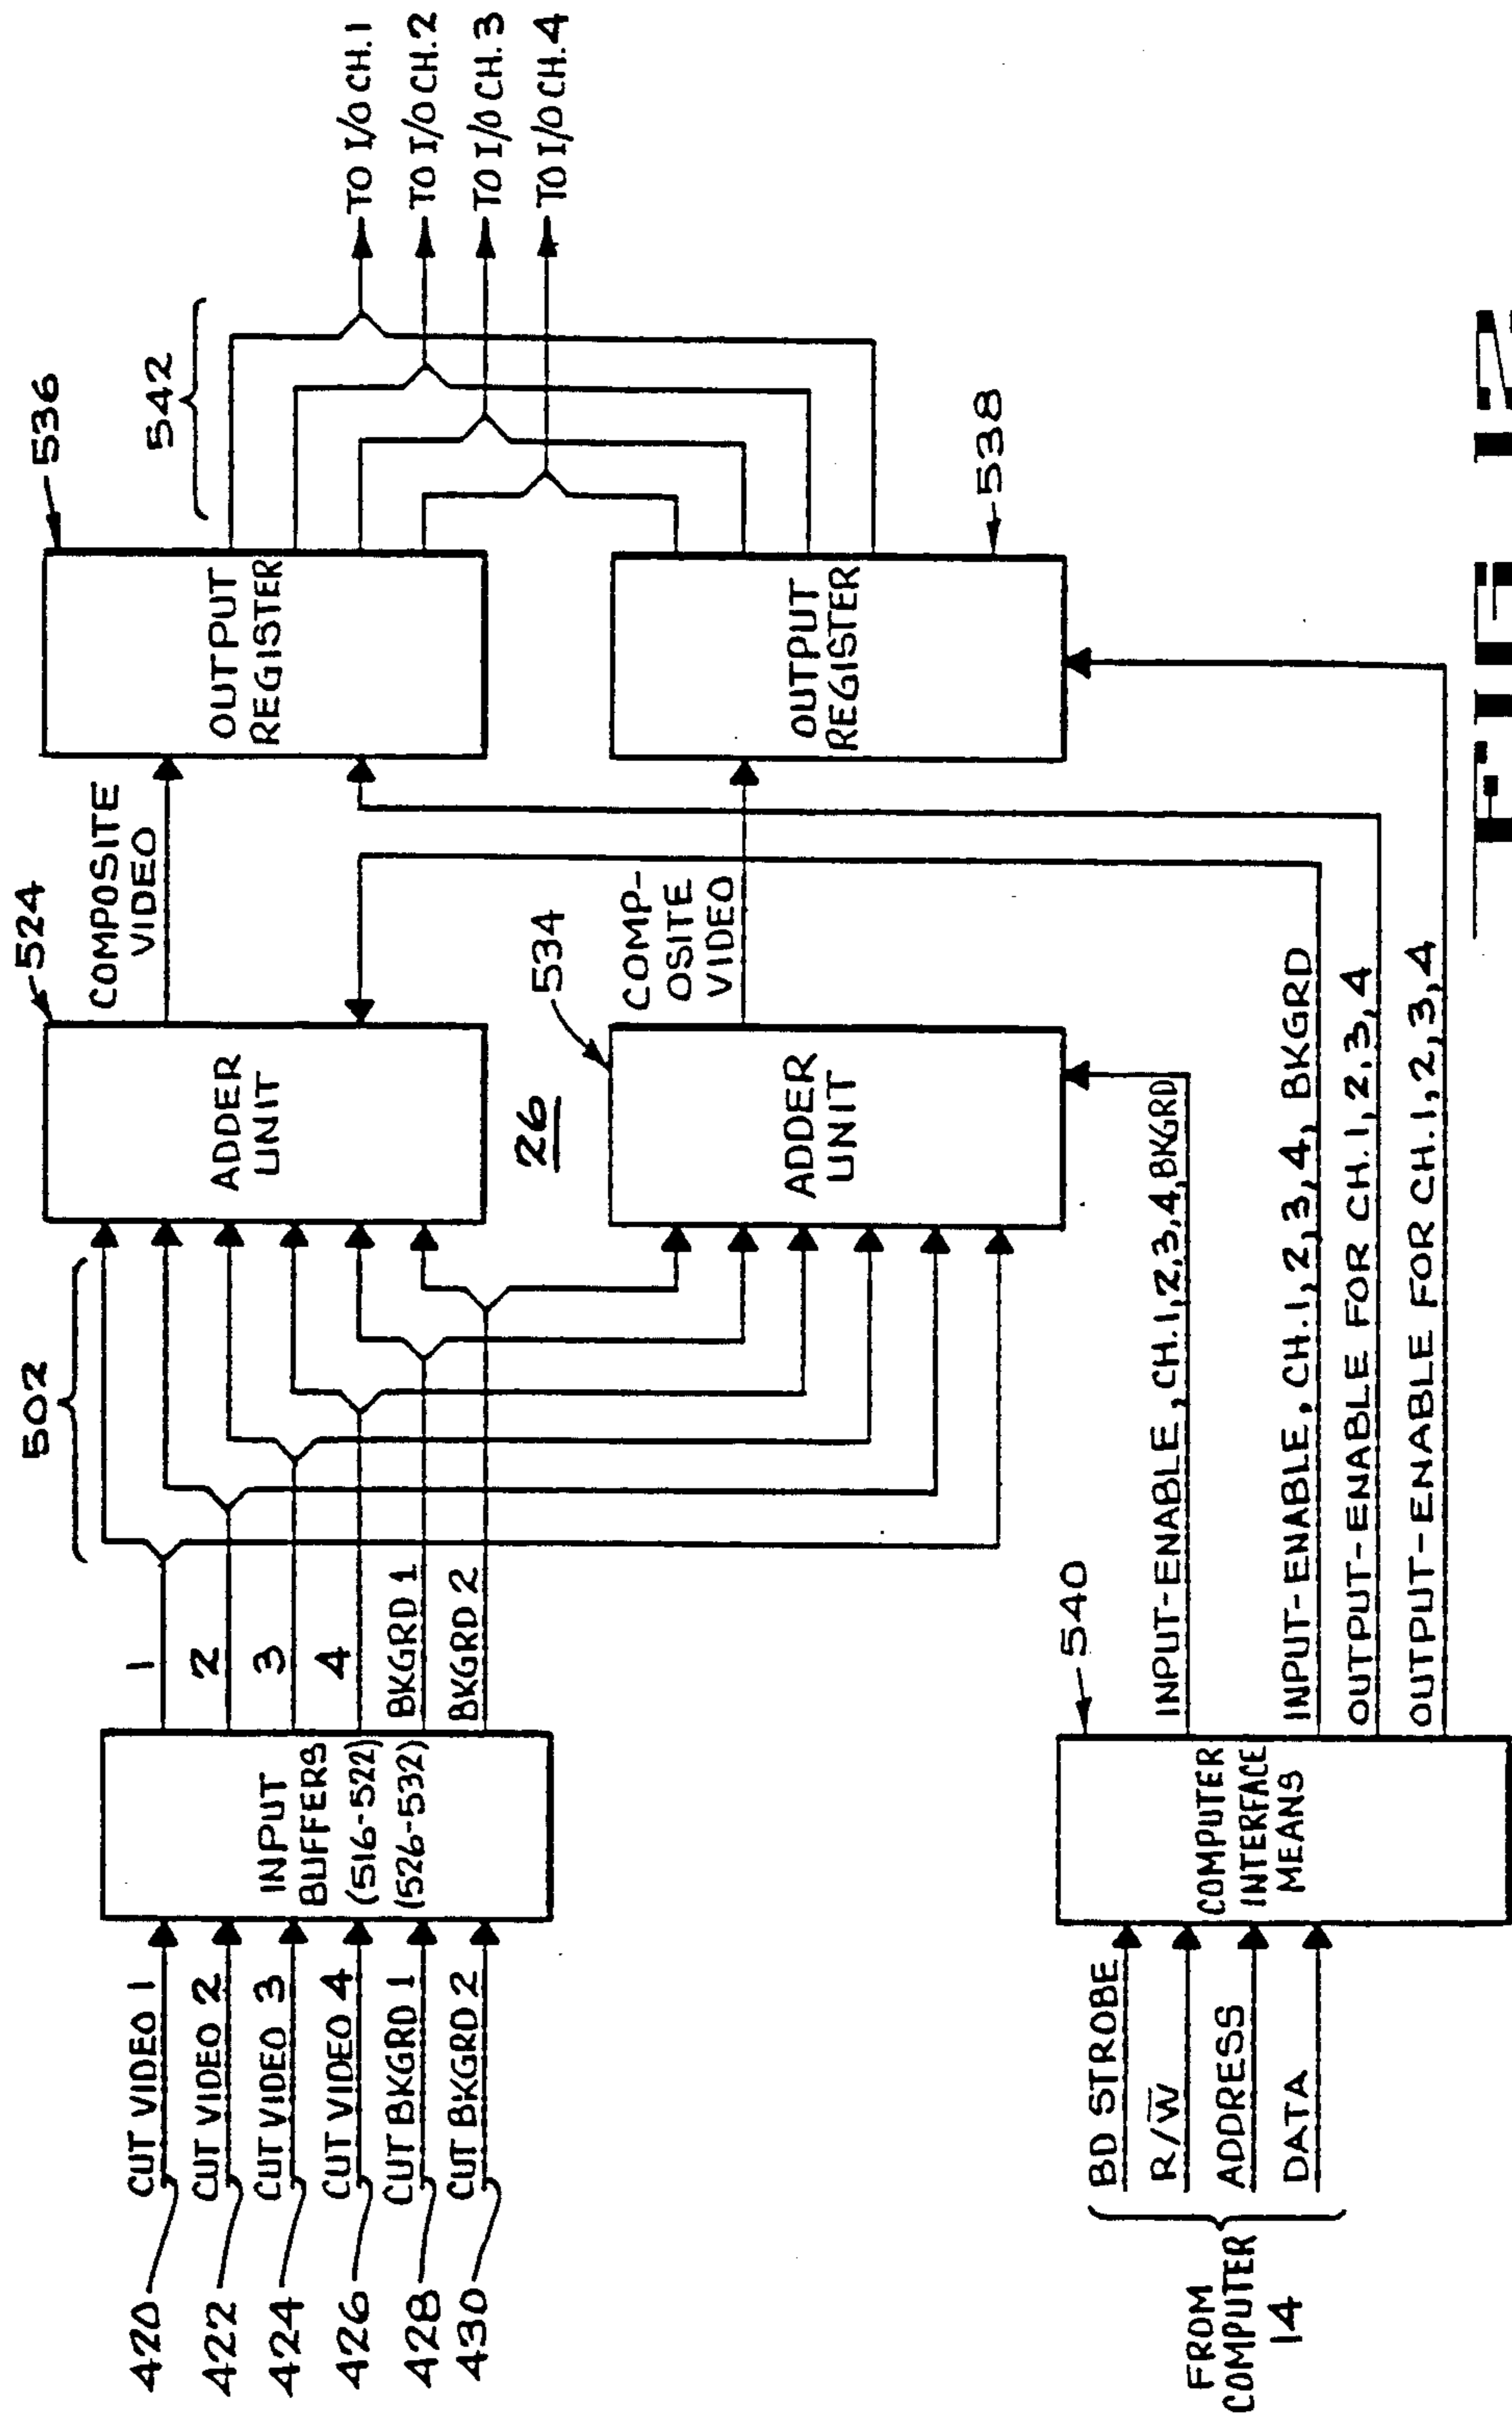 420
CUT VIDEO 1
422
CUT VIDEO 2
424
CUT VIDEO 3
426
CUT VIDEO 4
428
CUT BKGRD 1
430
CUT BKGRD 2
INPUT
BUFFERS
(516-522)
(526-532)
1
2
3
4
BKGRD 1
BKGRD 2
502
524
ADDER
UNIT
26
534
ADDER
UNIT
COMPOSITE
VIDEO
COMP-
OSITE
VIDEO
536
OUTPUT
REGISTER
538
OUTPUT
REGISTER
542
TO I/O CH.1
TO I/O CH.2
TO I/O CH.3
TO I/O CH.4
FROM
COMPUTER
14
BD STROBE
R/W̅
ADDRESS
DATA
540
COMPUTER
INTERFACE
MEANS
INPUT-ENABLE, CH.1,2,3,4,BKGRD
INPUT-ENABLE, CH.1,2,3,4, BKGRD
OUTPUT-ENABLE FOR CH.1,2,3,4
OUTPUT-ENABLE FOR CH.1,2,3,4